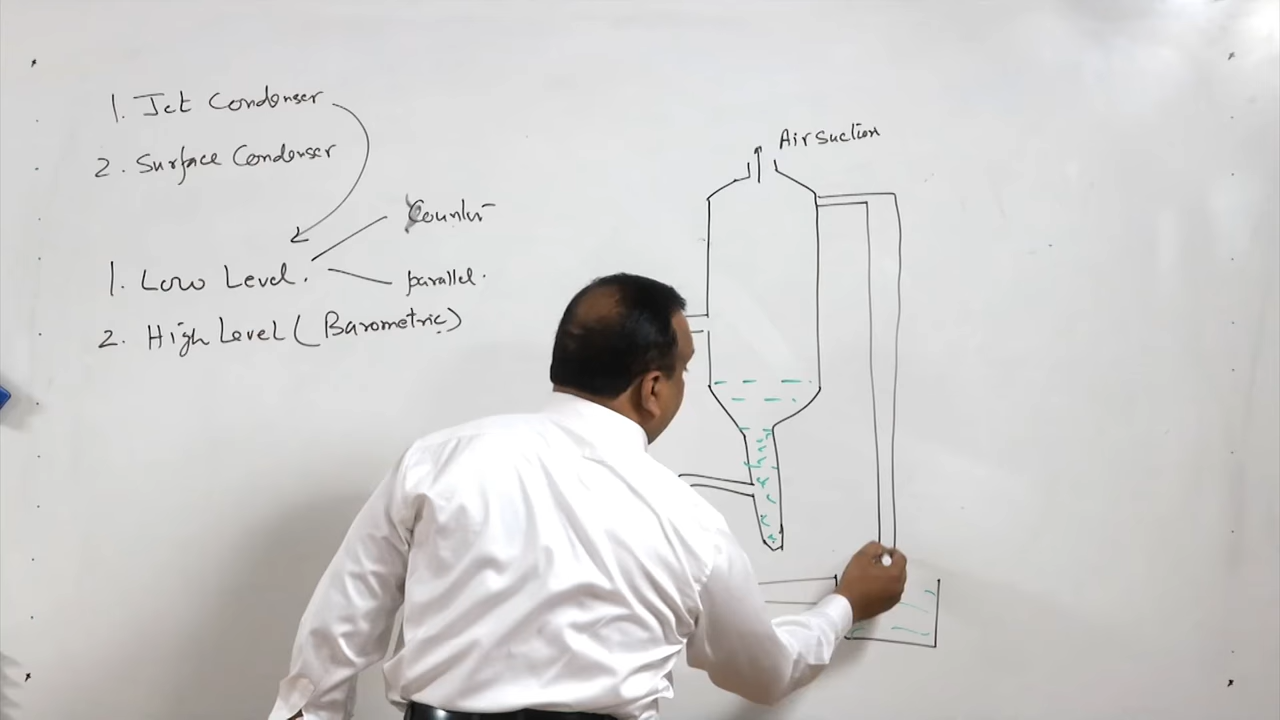 1. Jet Condenser
2. Surface Condenser
Counter
1. Low Level.
parallel.
2. High Level (Barometric)
Air suction